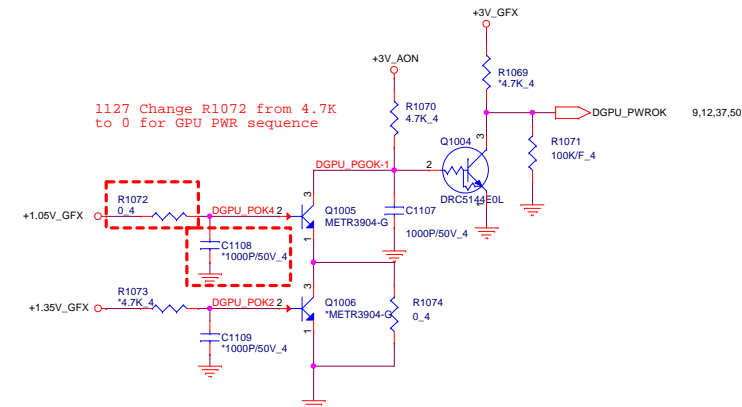 +3V_GFX
+3V_AON
R1069
*4.7K_4
1127 Change R1072 from 4.7K
to 0 for GPU PWR sequence
R1070
4.7K_4
DGPU_PWROK 9,12,37,50
Q1004
3
R1071
100K/F_4
DGPU_PGOK-1
2
1
DRC5144E0L
R1072
0_4
3
+1.05V_GFX
DGPU_POK4
2
Q1005
METR3904-G
C1107
1000P/50V_4
1
C1108
*1000P/50V_4
R1073
*4.7K_4
3
+1.35V_GFX
DGPU_POK2
2
Q1006
*METR3904-G
R1074
0_4
1
C1109
*1000P/50V_4